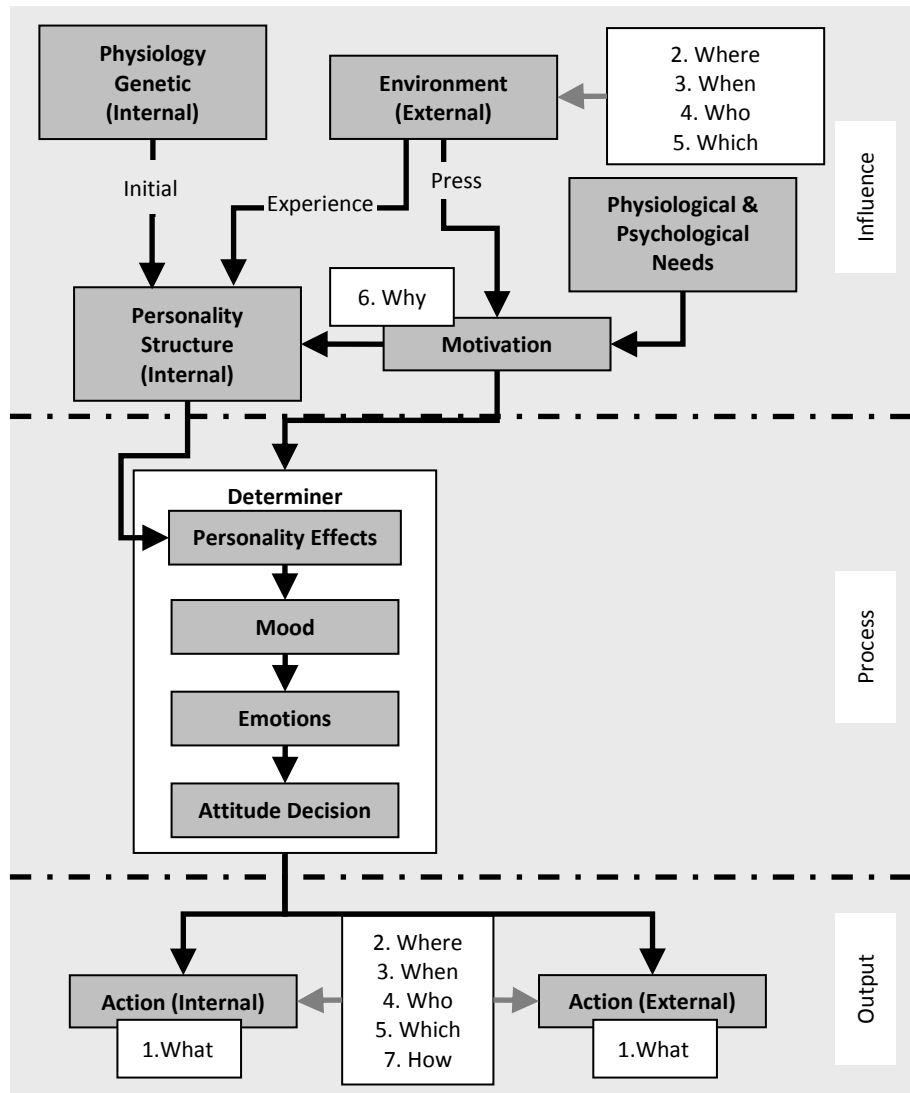 Physiology
Genetic
(Internal)
Environment
(External)
2. Where
3. When
4. Who
5. Which
Influence
Initial
Experience
Press
Physiological &
Psychological
Needs
6. Why
Personality
Structure
(Internal)
Motivation
Determiner
Personality Effects
Mood
Emotions
Attitude Decision
Process
2. Where
3. When
4. Who
5. Which
7. How
Action (Internal)
1.What
Action (External)
1.What
Output